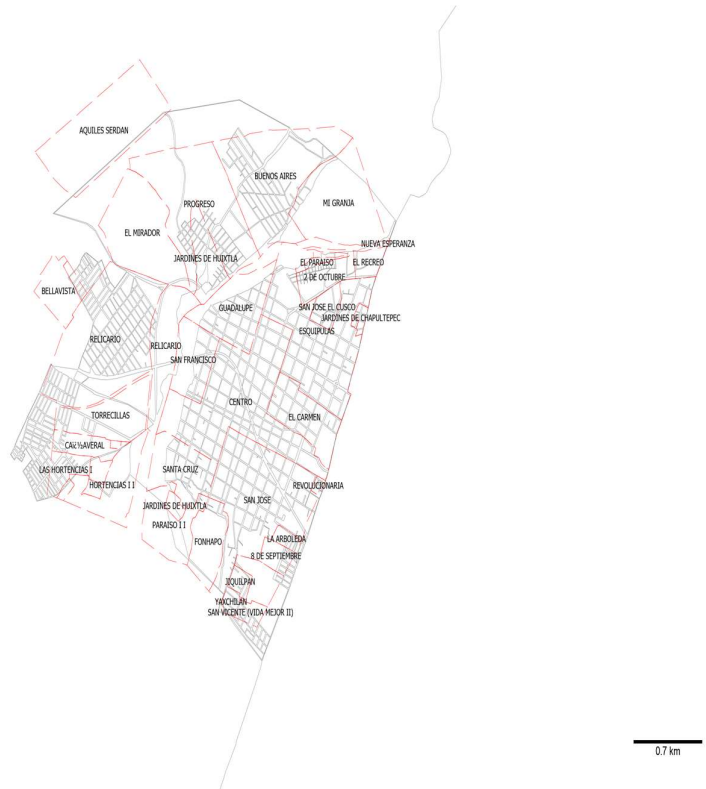 AQUILES SERDAN
BUENOS AIRES
MI GRANJA
PROGRESO
EL MIRADOR
NUEVA ESPERANZA
JARDINES DE HUIXTLA
EL PARAISO
EL RECREO
2 DE OCTUBRE
BELLAVISTA
GUADALUPE
SAN JOSE EL CUSCO
JARDINES DE CHAPULTEPEC
ESQUIPULAS
RELICARIO
RELICARIO
SAN FRANCISCO
CENTRO
TORRECILLAS
EL CARMEN
CAï¿½AVERAL
LAS HORTENCIAS I
SANTA CRUZ
HORTENCIAS I I
REVOLUCIONARIA
SAN JOSE
JARDINES DE HUIXTLA
PARAISO I I
FONHAPO
LA ARBOLEDA
8 DE SEPTIEMBRE
JIQUILPAN
YAXCHILAN
SAN VICENTE (VIDA MEJOR II)
0.7 km